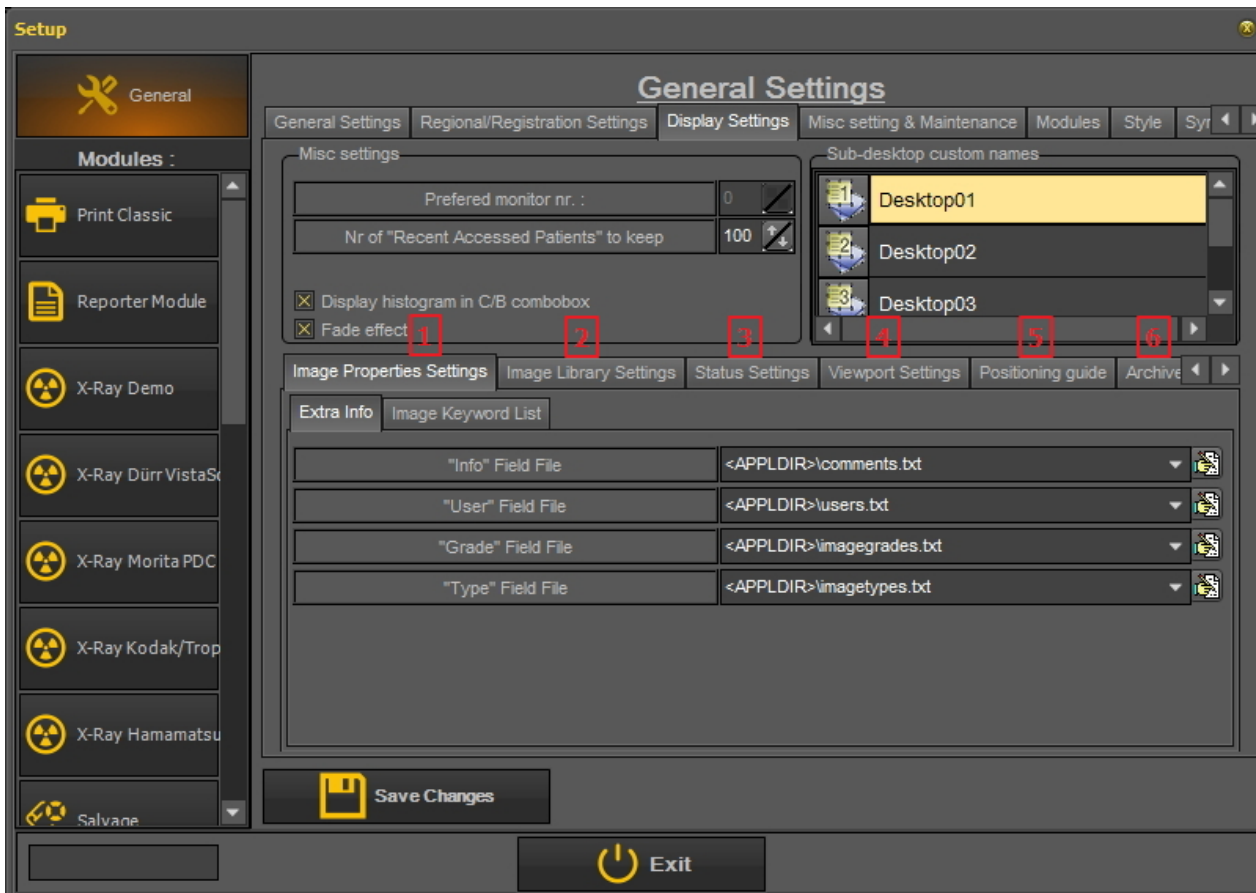 Setup
General
Modules :
Print Classic
Reporter Module
X-Ray Demo
X-Ray Dürr VistaSc
X-Ray Morita PDC
X-Ray Kodak/Trop
X-Ray Hamamatsu
Salvage
General Settings
General Settings Regional/Registration Settings Display Settings Misc setting & Maintenance Modules Style Syr
Misc settings
Prefered monitor nr. : 0
Nr of "Recent Accessed Patients" to keep 100
Display histogram in C/B combobox
Fade effect
Sub-desktop custom names
1 Desktop01
2 Desktop02
3 Desktop03
1 2 3 4 5 6
Image Properties Settings Image Library Settings Status Settings Viewport Settings Positioning guide Archive
Extra Info Image Keyword List
"Info" Field File <APPLDIR>\comments.txt
"User" Field File <APPLDIR>\users.txt
"Grade" Field File <APPLDIR>\imagegrades.txt
"Type" Field File <APPLDIR>\imagetypes.txt
Save Changes
Exit